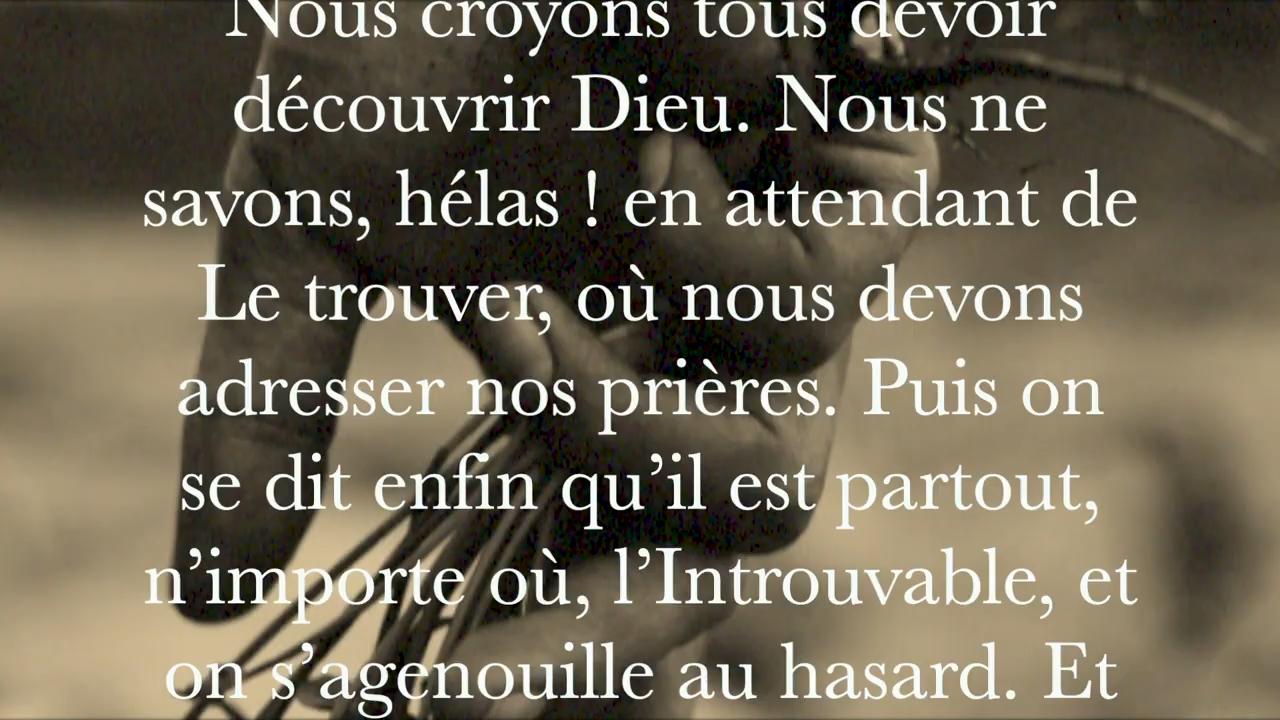 Nous croyons tous devoir
découvrir Dieu. Nous ne
savons, hélas ! en attendant de
Le trouver, où nous devons
adresser nos prières. Puis on
se dit enfin qu’il est partout,
n’importe où, l’Introuvable, et
on s’agenouille au hasard. Et